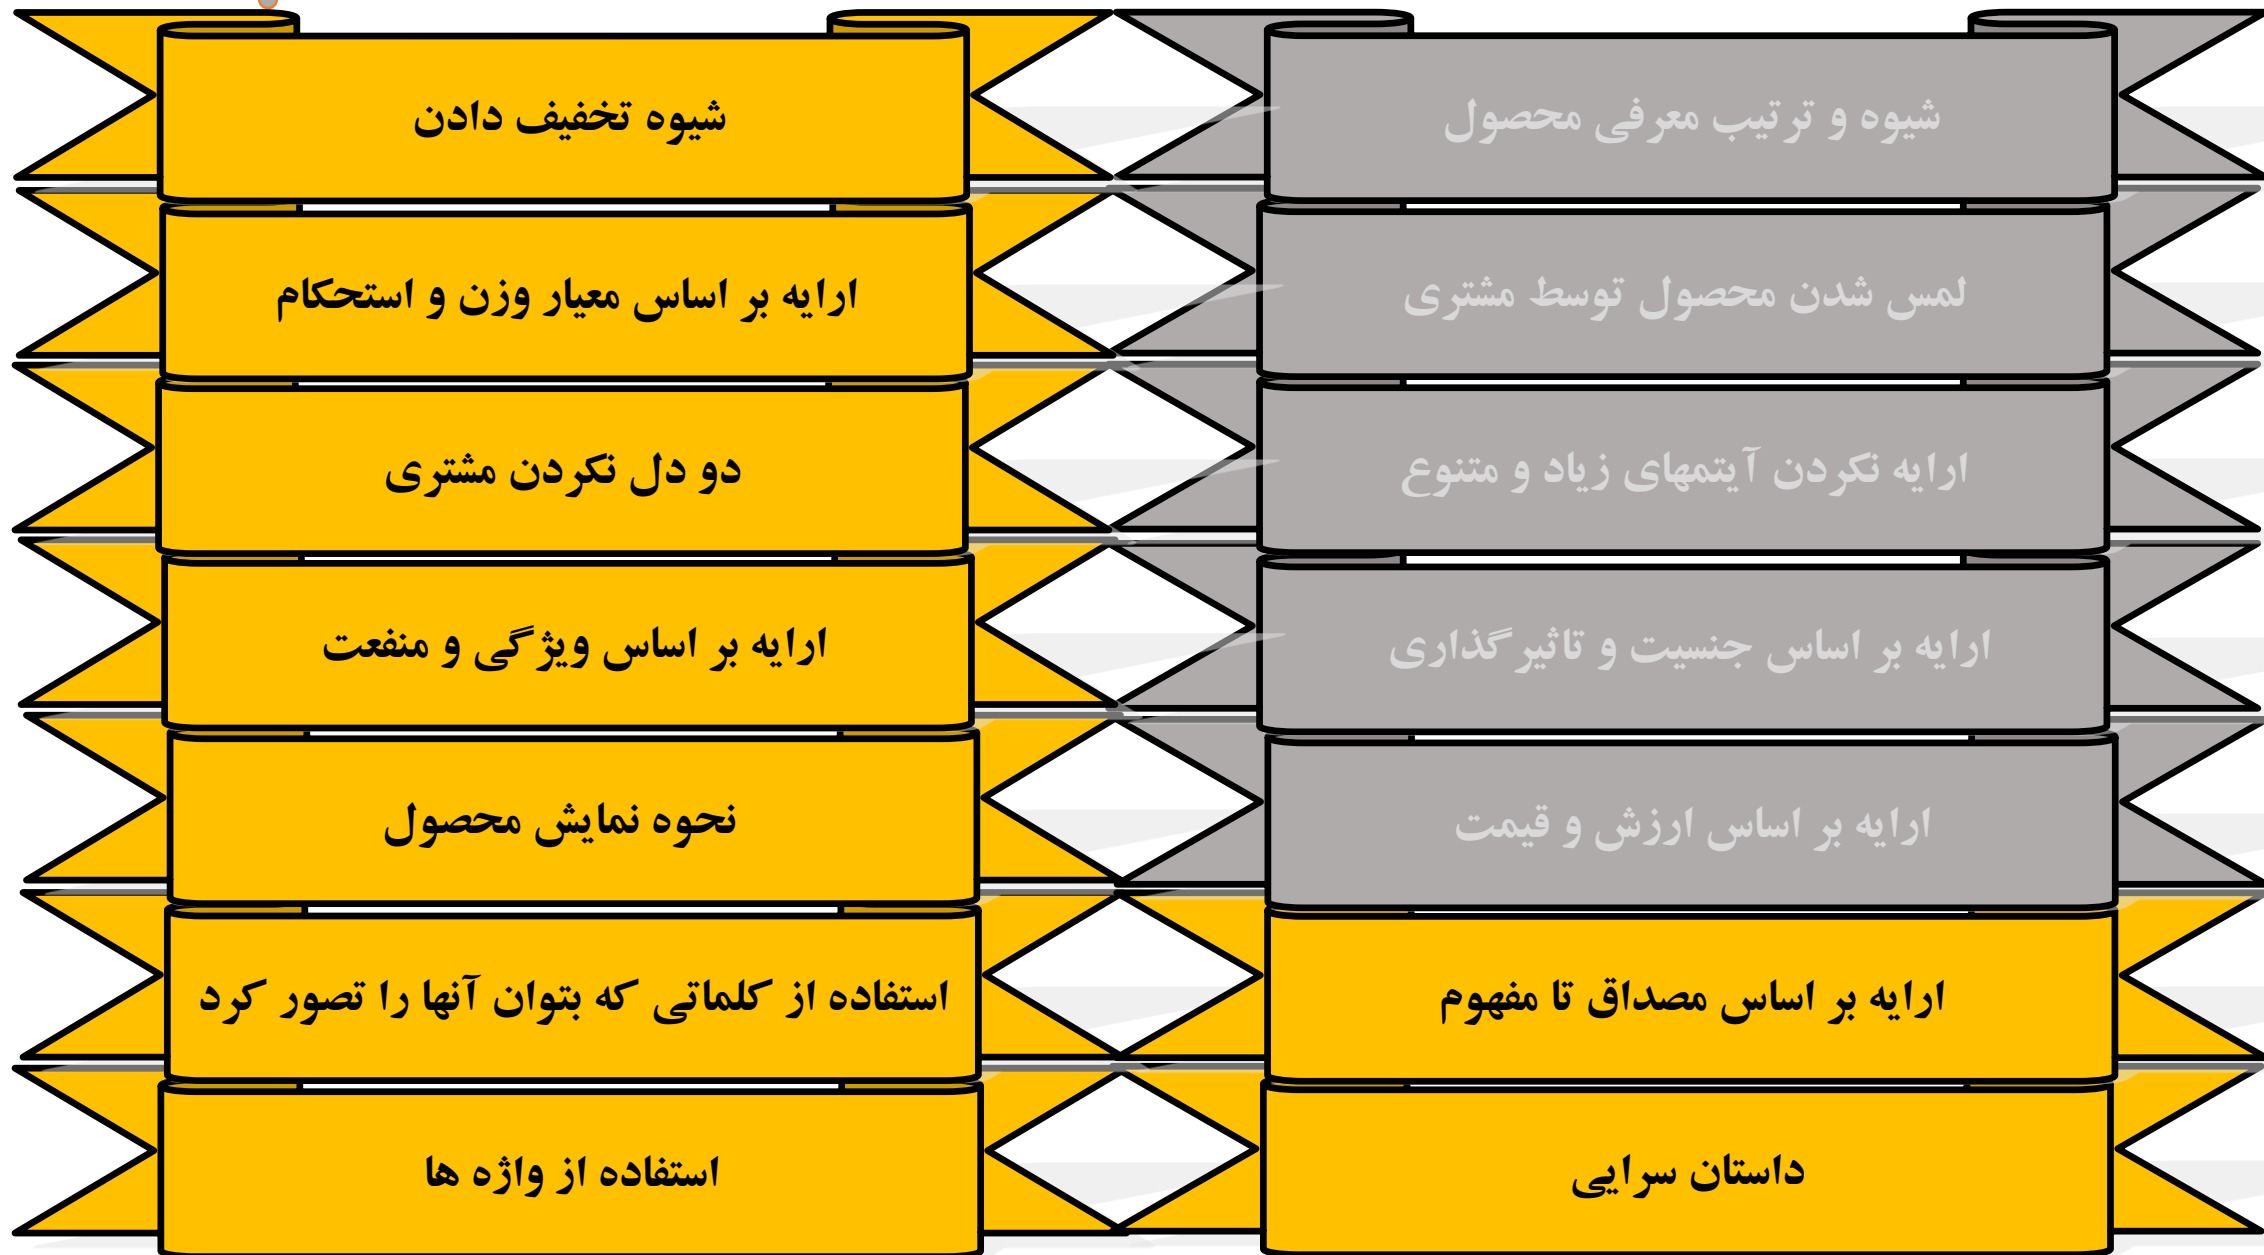 شیوه و ترتیب معرفی محصول
لمس شدن محصول توسط مشتری
ارایه نکردن آیتمهای زیاد و متنوع
ارایه بر اساس جنسیت و تاثیر گذاری
ارایه بر اساس ارزش و قیمت
ارایه بر اساس مصداق تا مفهوم
داستان سرایی
شیوه تخفیف دادن
ارایه بر اساس معیار وزن و استحکام
دو دل نکردن مشتری
ارایه بر اساس ویژگی و منفعت
نحوه نمایش محصول
استفاده از کلماتی که بتوان آنها را تصور کرد
استفاده از واژه ها